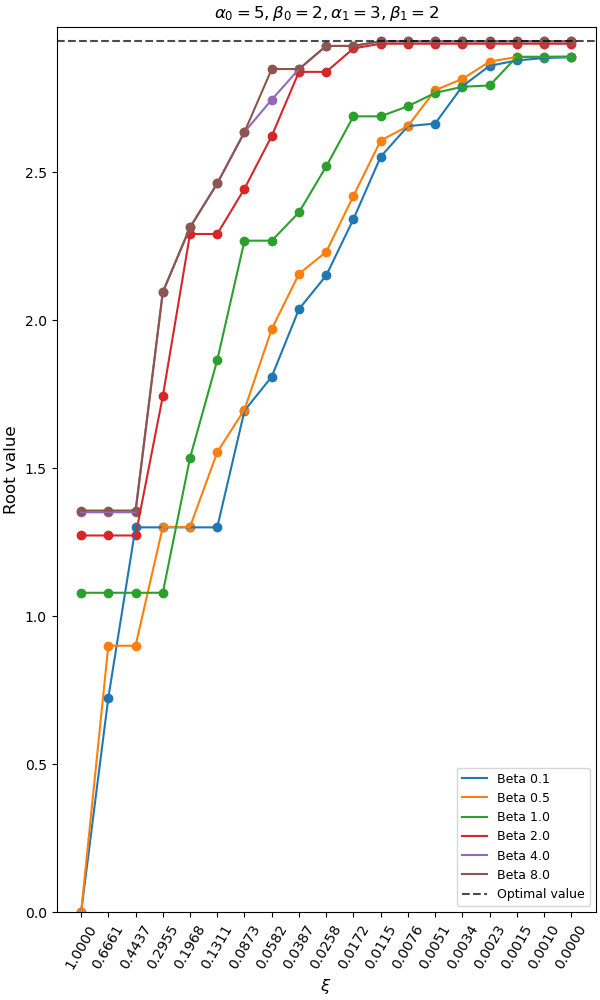 α₀ = 5, β₀ = 2, α₁ = 3, β₁ = 2
Root value
2.5
2.0
1.5
1.0
0.5
0.0
1.0000
0.6661
0.4437
0.2955
0.1968
0.1311
0.0873
0.0582
0.0387
0.0258
0.0172
0.0115
0.0076
0.0051
0.0034
0.0023
0.0015
0.0010
0.0000
ξ
Beta 0.1
Beta 0.5
Beta 1.0
Beta 2.0
Beta 4.0
Beta 8.0
Optimal value